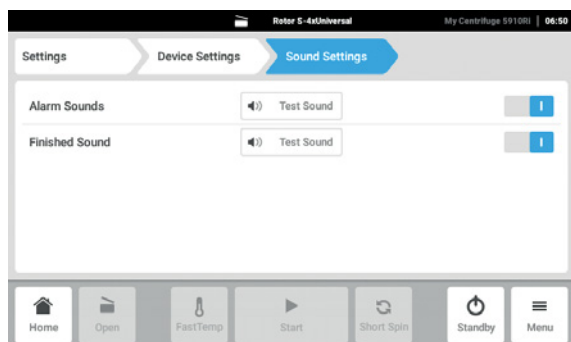 Rotor S-4xUniversal My Centrifuge 5910Ri | 06:50
Settings Device Settings Sound Settings
Alarm Sounds Test Sound I
Finished Sound Test Sound I
Home Open FastTemp Start Short Spin Standby Menu